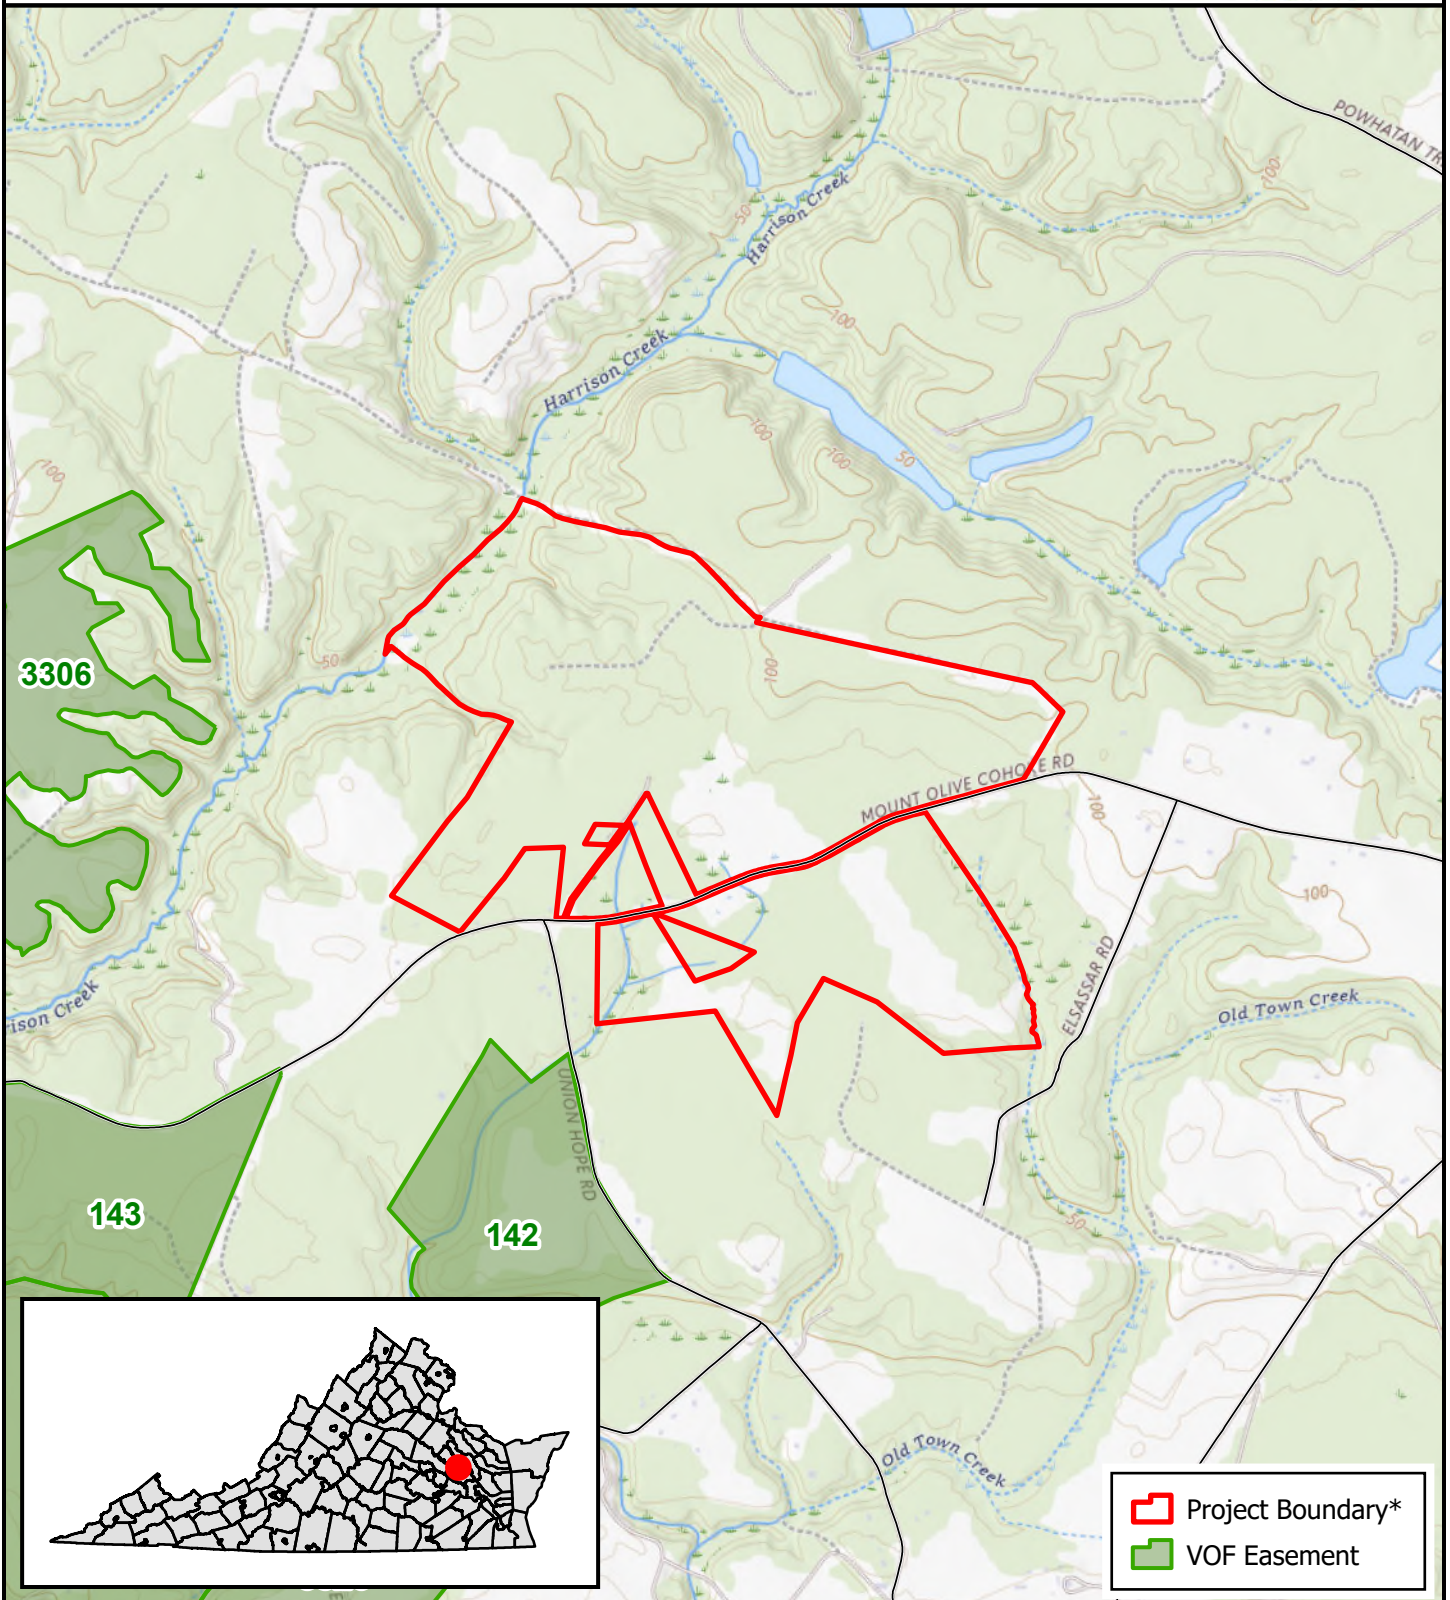 POWHATAN TR
100
50
Harrison Creek
100
Harrison Creek
100
100
50
100
3306
50
100
MOUNT OLIVE COHOKE RD
100
100
ELSASSAR RD
Old Town Creek
rison Creek
UNION HOPE RD
143
142
50
Old Town Creek
Project Boundary*
VOF Easement